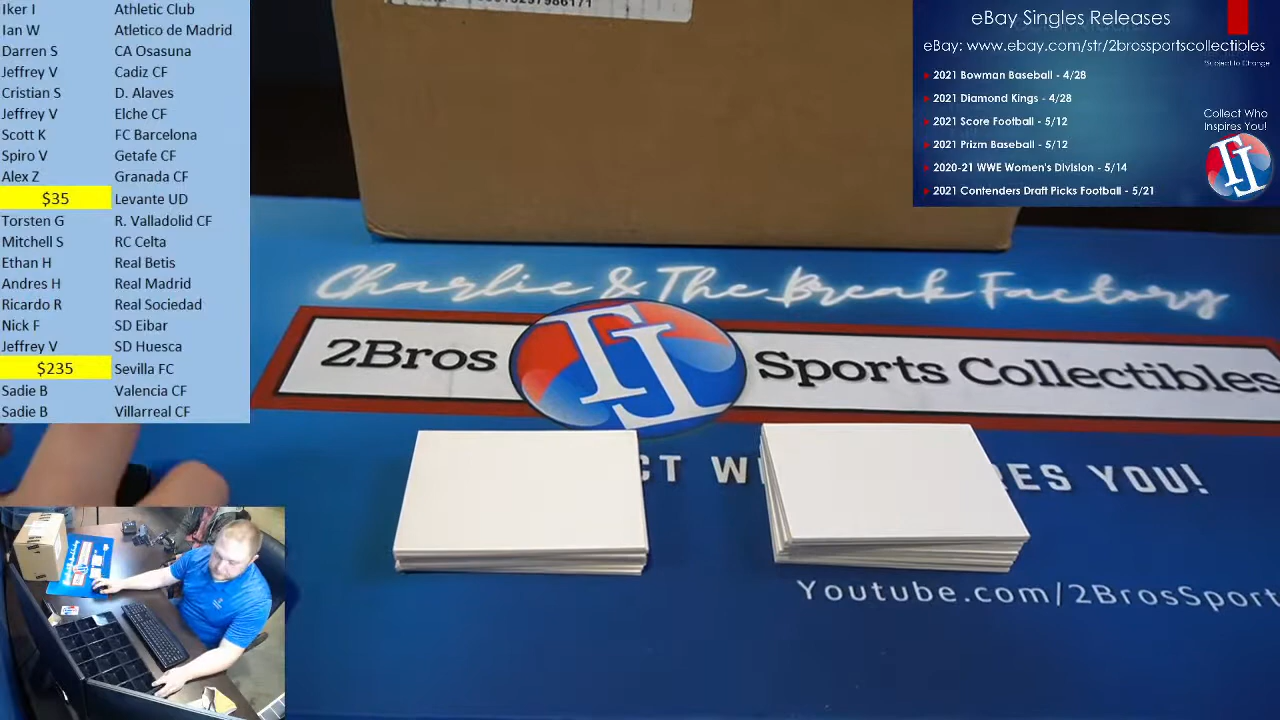 Iker I Athletic Club
Ian W Atletico de Madrid
Darren S CA Osasuna
Jeffrey V Cadiz CF
Cristian S D. Alaves
Jeffrey V Elche CF
Scott K FC Barcelona
Spiro V Getafe CF
Alex Z Granada CF
$35 Levante UD
Torsten G R. Valladolid CF
Mitchell S RC Celta
Ethan H Real Betis
Andres H Real Madrid
Ricardo R Real Sociedad
Nick F SD Eibar
Jeffrey V SD Huesca
$235 Sevilla FC
Sadie B Valencia CF
Sadie B Villarreal CF
eBay Singles Releases
eBay: www.ebay.com/str/2brossportscollectibles
*Subject to Change
2021 Bowman Baseball - 4/28
2021 Diamond Kings - 4/28
2021 Score Football - 5/12
2021 Prizm Baseball - 5/12
2020-21 WWE Women's Division - 5/14
2021 Contenders Draft Picks Football - 5/21
Collect Who
Inspires You!
Charlie & The Break Factory
2Bros Sports Collectibles
YOU!
Youtube.com/2BrosSport